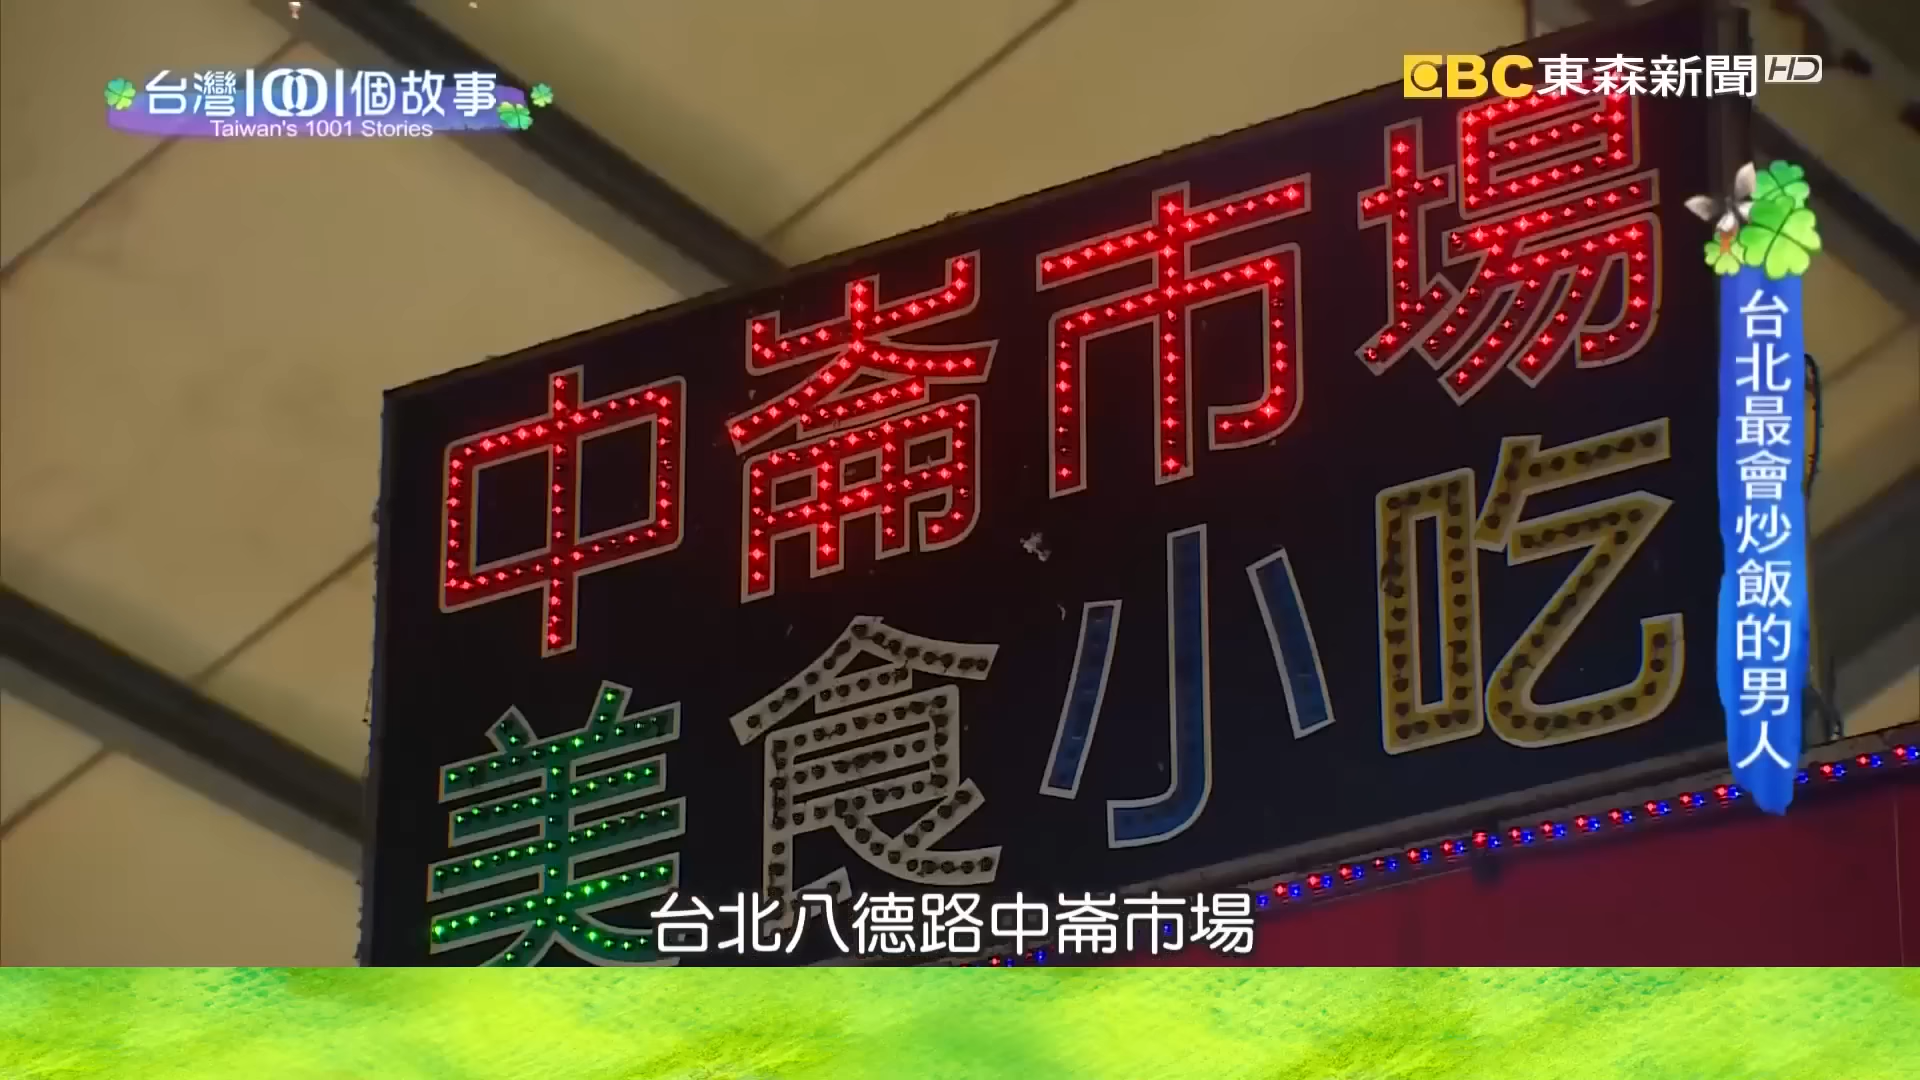 台灣1001個故事
Taiwan's 1001 Stories
EBC東森新聞HD
中崙市場
美食小吃
台北最會炒飯的男人
台北八德路中崙市場